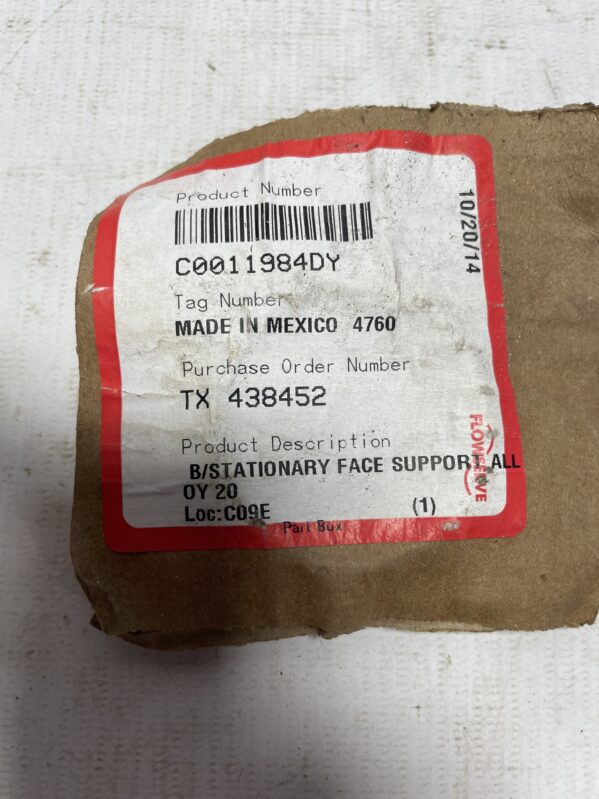 Product Number
C0011984DY
10/20/14
Tag Number
MADE IN MEXICO 4760
Purchase Order Number
TX 438452
Product Description
B/STATIONARY FACE SUPPORT ALL
OY 20
Loc:C09E (1)
FLOWSERVE
Part Box